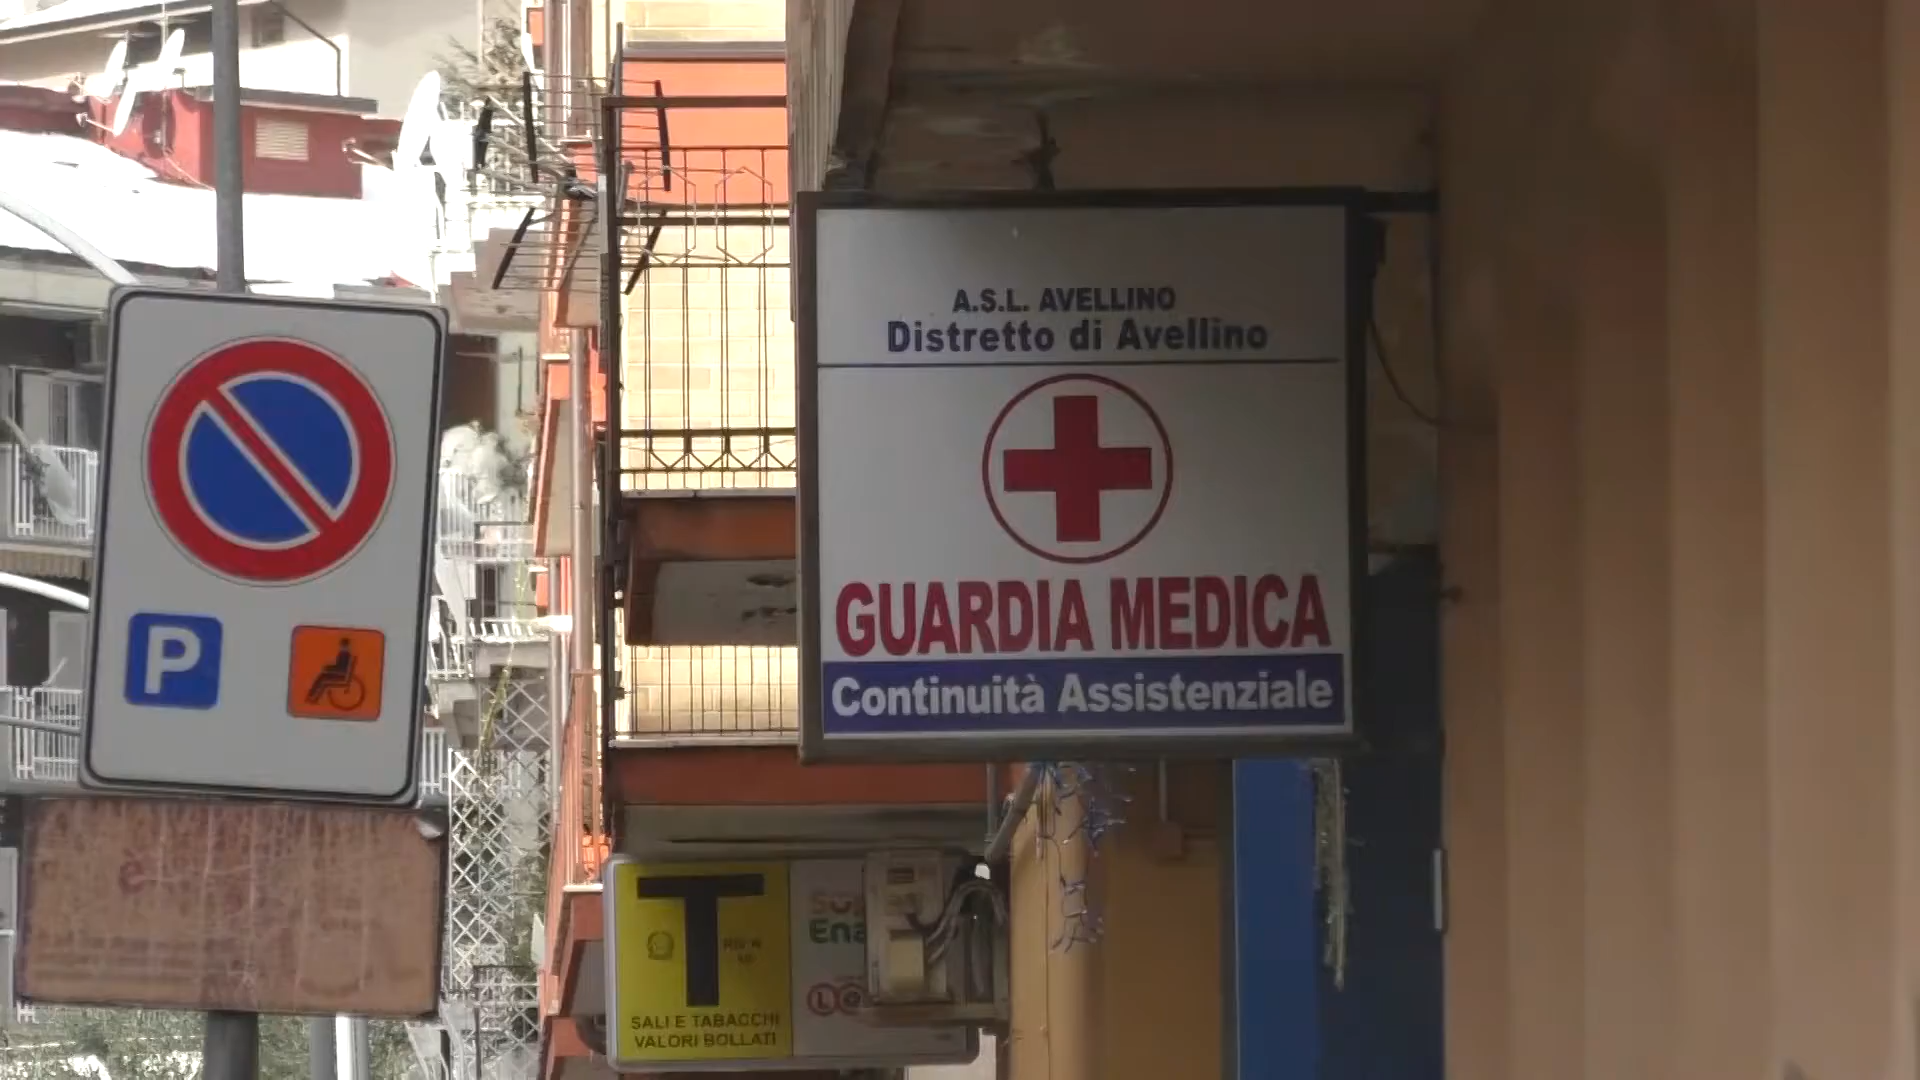 A.S.L. AVELLINO
Distretto di Avellino
GUARDIA MEDICA
Continuità Assistenziale
P
T
SALI E TABACCHI
VALORI BOLLATI